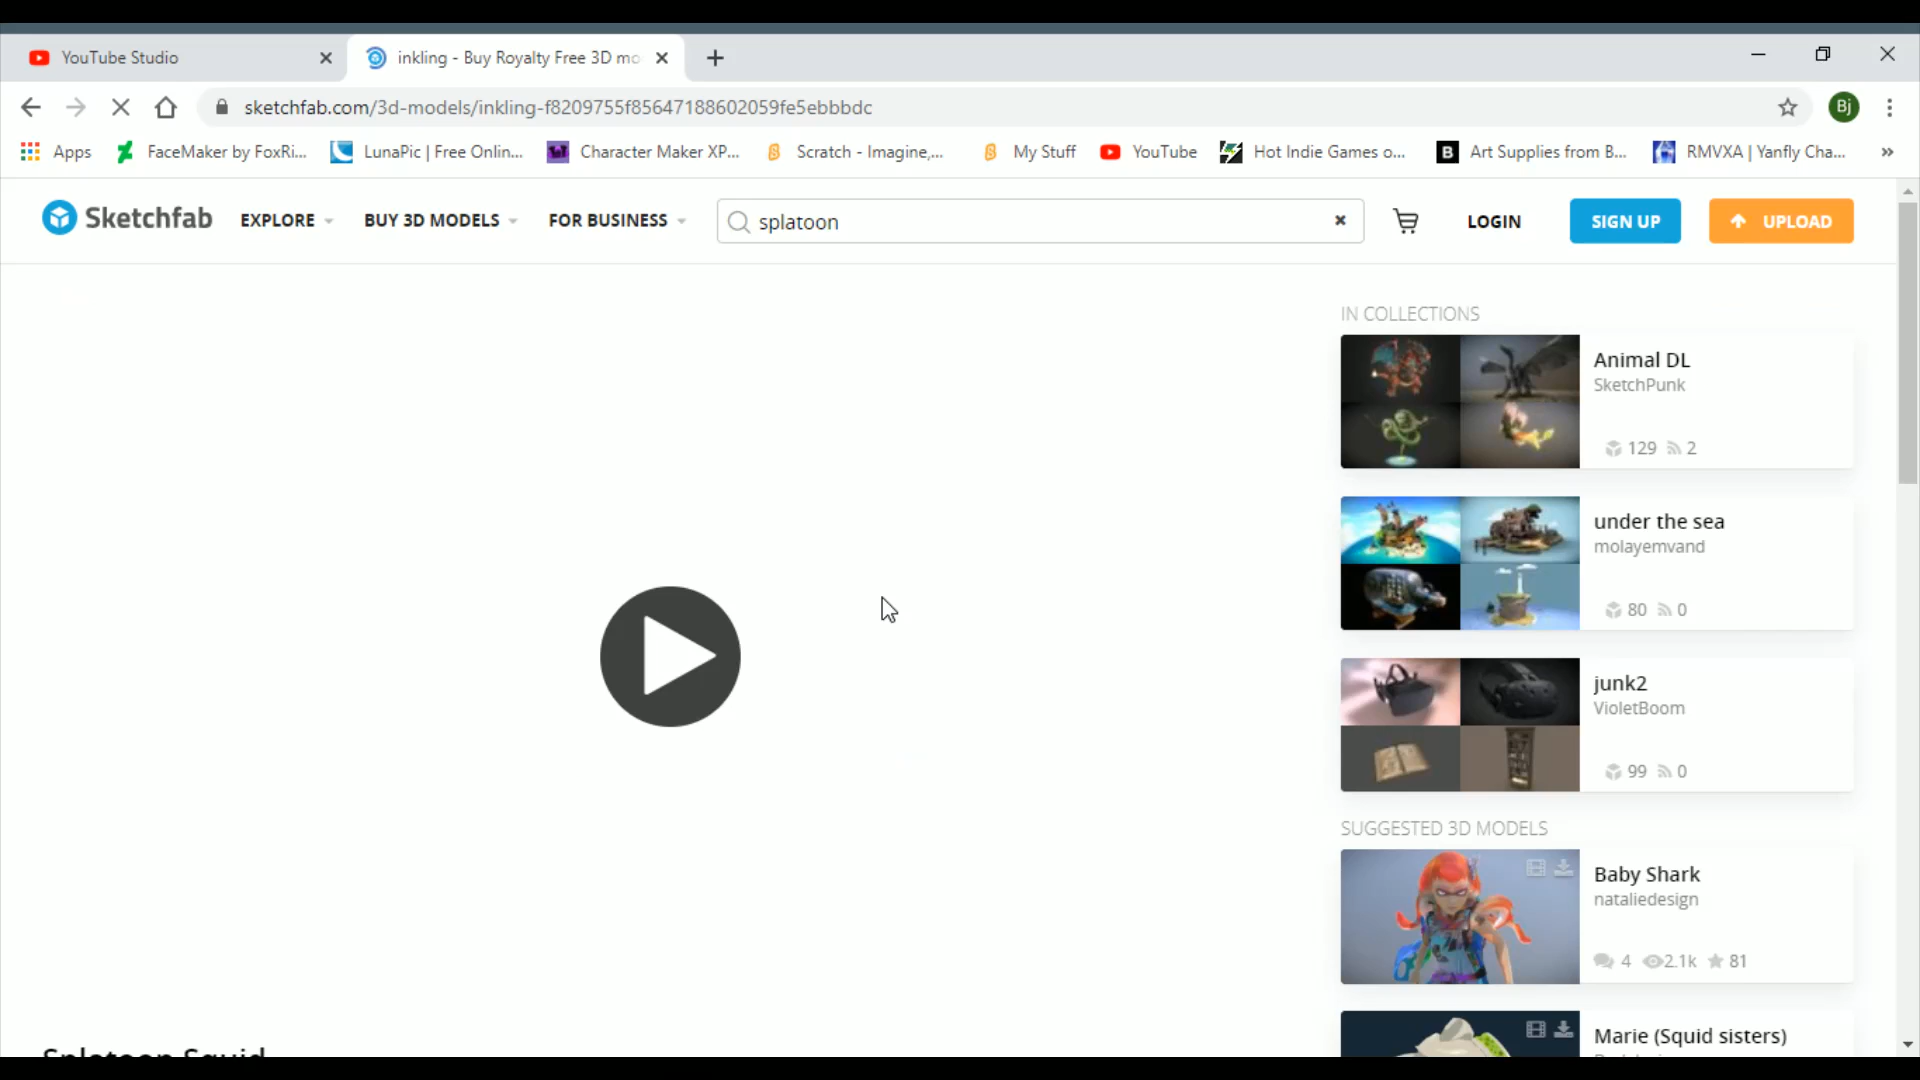 YouTube Studio
inkling - Buy Royalty Free 3D mo
sketchfab.com/3d-models/inkling-f8209755f85647188602059fe5ebbbdc
Bj
Apps
FaceMaker by FoxRi...
LunaPic | Free Onlin...
Character Maker XP...
Scratch - Imagine,...
My Stuff
YouTube
Hot Indie Games o...
B
Art Supplies from B...
RMVXA | Yanfly Cha...
Sketchfab
EXPLORE
BUY 3D MODELS
FOR BUSINESS
splatoon
LOGIN
SIGN UP
UPLOAD
IN COLLECTIONS
Animal DL
SketchPunk
129 2
under the sea
molayemvand
80 0
junk2
VioletBoom
99 0
SUGGESTED 3D MODELS
Baby Shark
nataliedesign
4 2.1k 81
Splatoon Squid
Marie (Squid sisters)